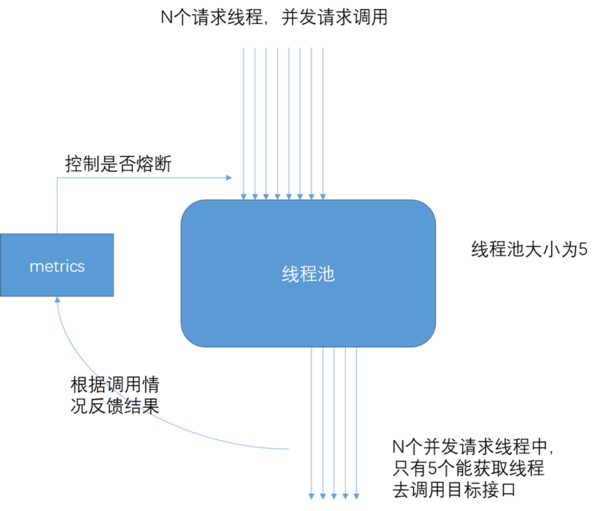 N个请求线程，并发请求调用
控制是否熔断
metrics
线程池
线程池大小为5
根据调用情
况反馈结果
N个并发请求线程中，
只有5个能获取线程
去调用目标接口